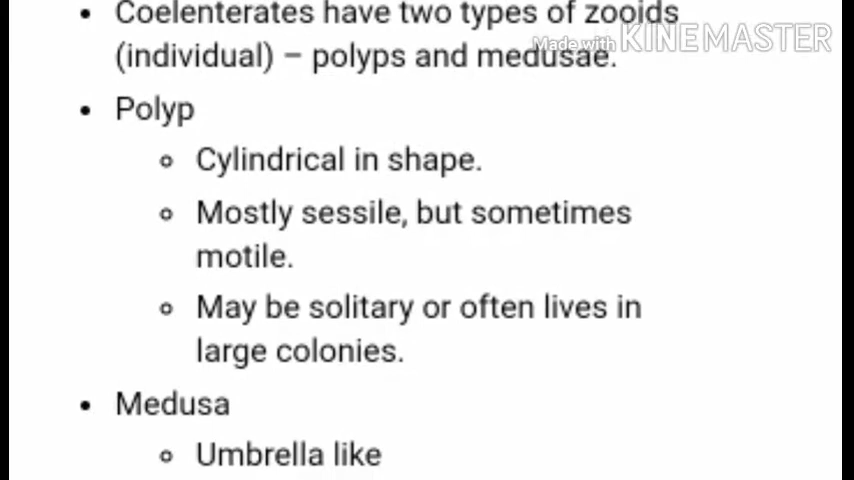 • Coelenterates have two types of zooids
(individual) – polyps and medusae.
Made with KINEMASTER
• Polyp
◦ Cylindrical in shape.
◦ Mostly sessile, but sometimes
motile.
◦ May be solitary or often lives in
large colonies.
• Medusa
◦ Umbrella like